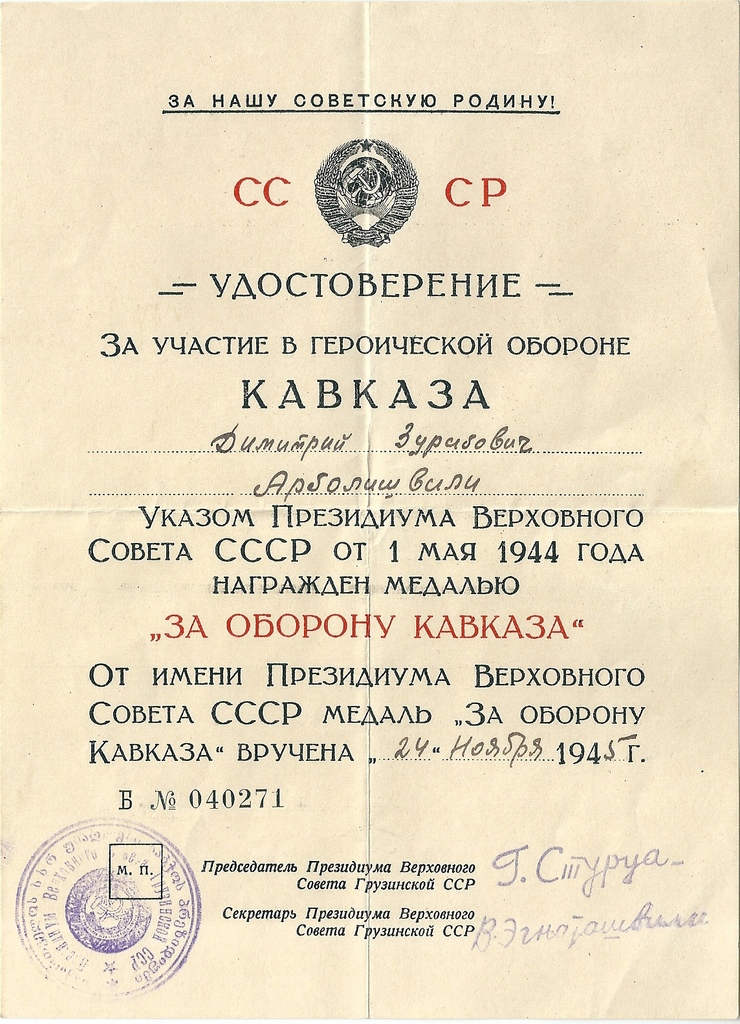 ЗА НАШУ СОВЕТСКУЮ РОДИНУ!
СС СР
УДОСТОВЕРЕНИЕ
ЗА УЧАСТИЕ В ГЕРОИЧЕСКОЙ ОБОРОНЕ
КАВКАЗА
Димитрий Зурабович
Арболишвили
УКАЗОМ ПРЕЗИДИУМА ВЕРХОВНОГО
СОВЕТА СССР ОТ 1 МАЯ 1944 ГОДА
НАГРАЖДЕН МЕДАЛЬЮ
„ЗА ОБОРОНУ КАВКАЗА“
ОТ ИМЕНИ ПРЕЗИДИУМА ВЕРХОВНОГО
СОВЕТА СССР МЕДАЛЬ „ЗА ОБОРОНУ
КАВКАЗА“ ВРУЧЕНА „24“ Ноября 1945 Г.
Б № 040271
М. П.
Председатель Президиума Верховного
Совета Грузинской ССР
Г. Стуруа
Секретарь Президиума Верховного
Совета Грузинской ССР
В. Эгнаташвили